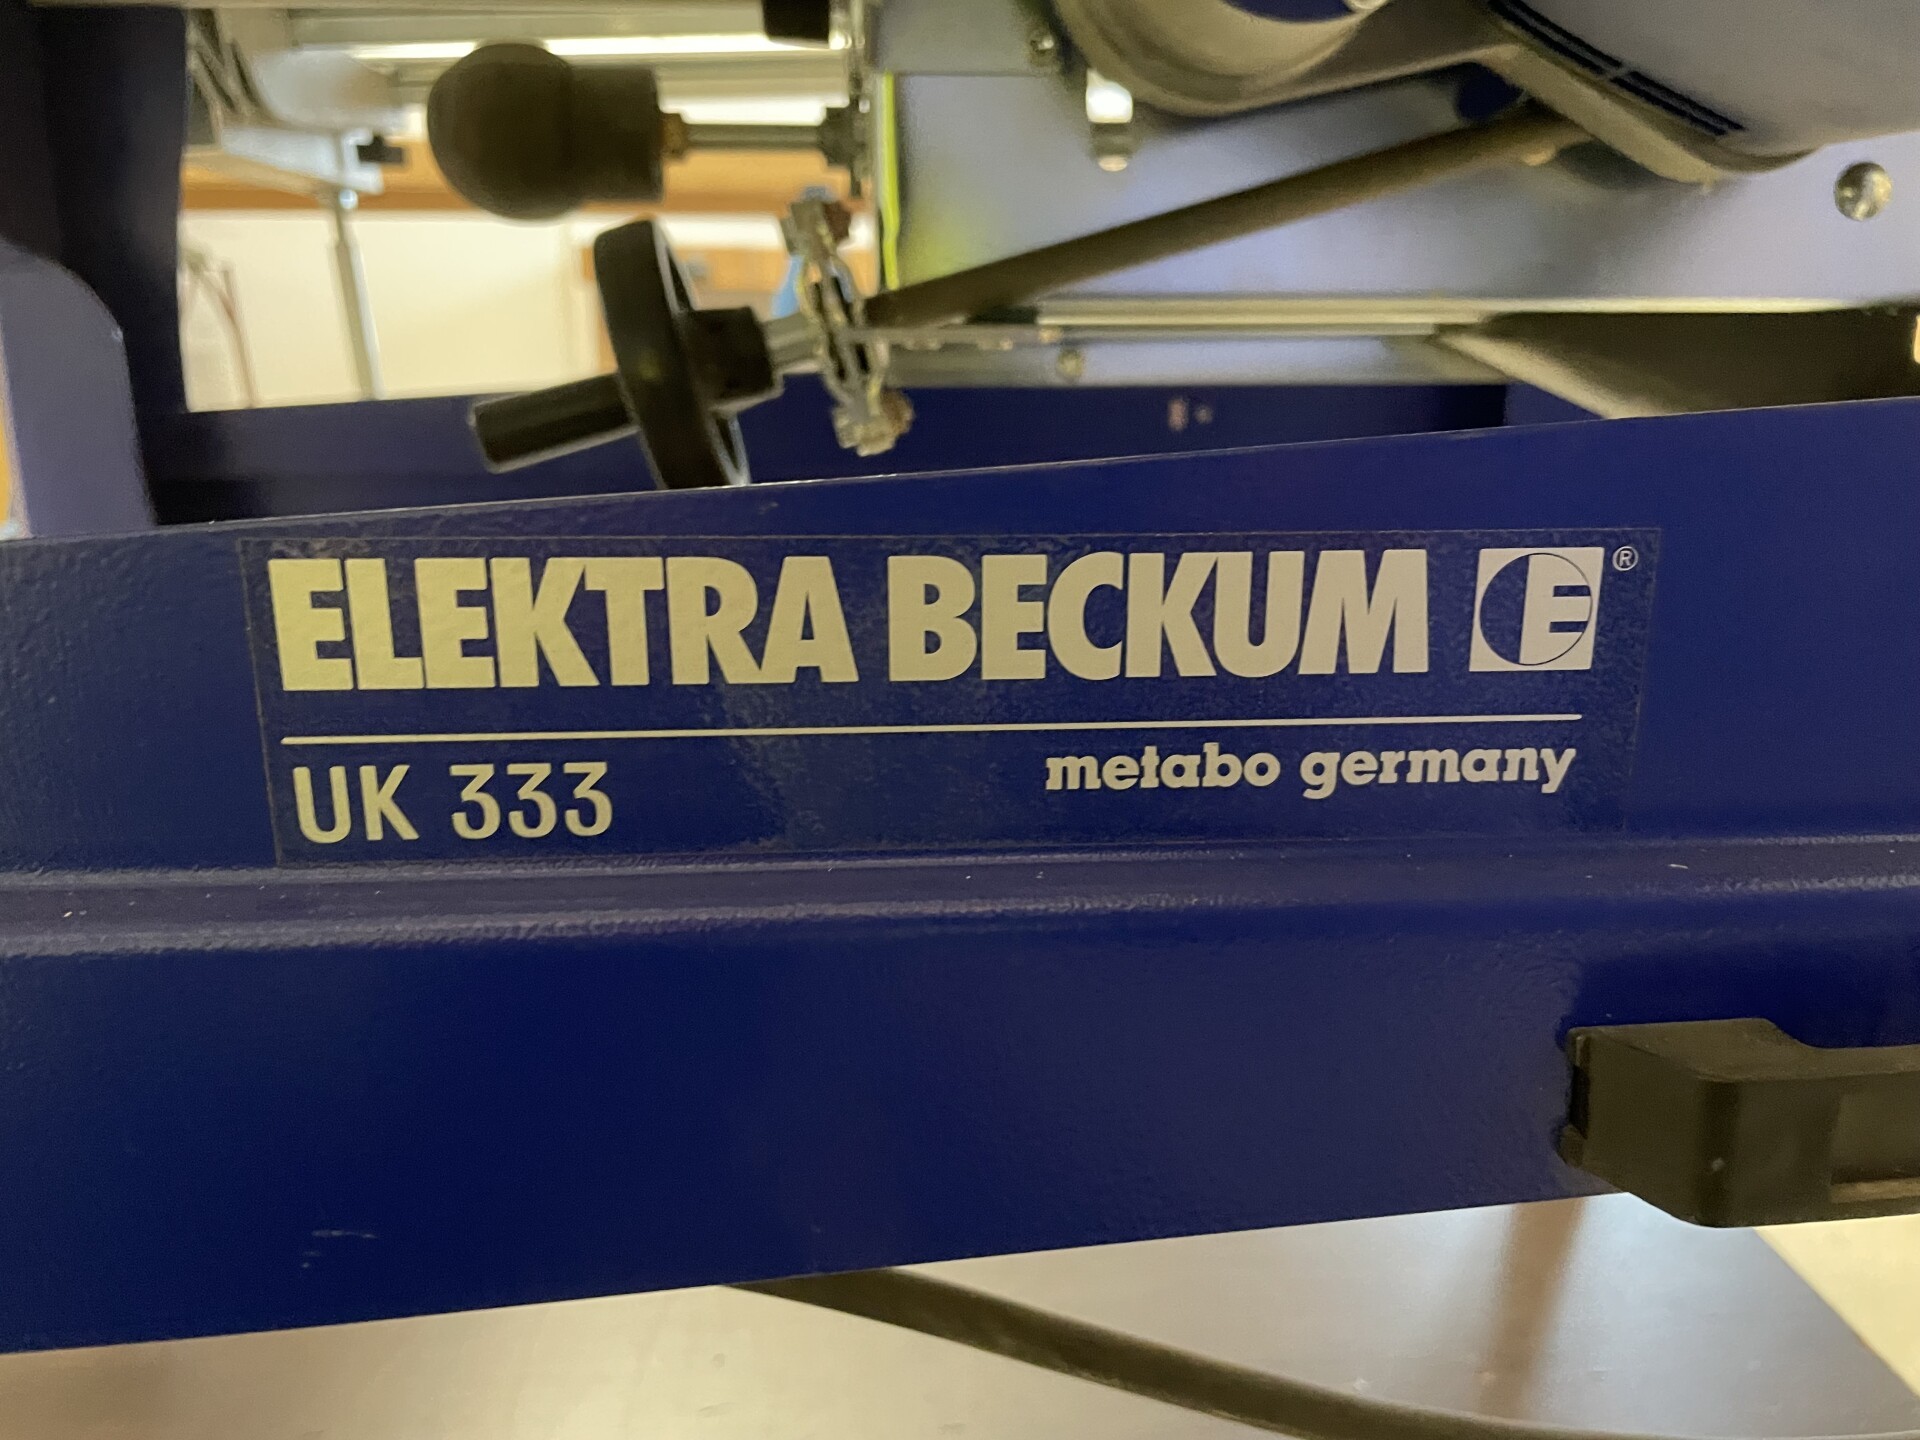 ELEKTRA BECKUM E®
UK 333
metabo germany